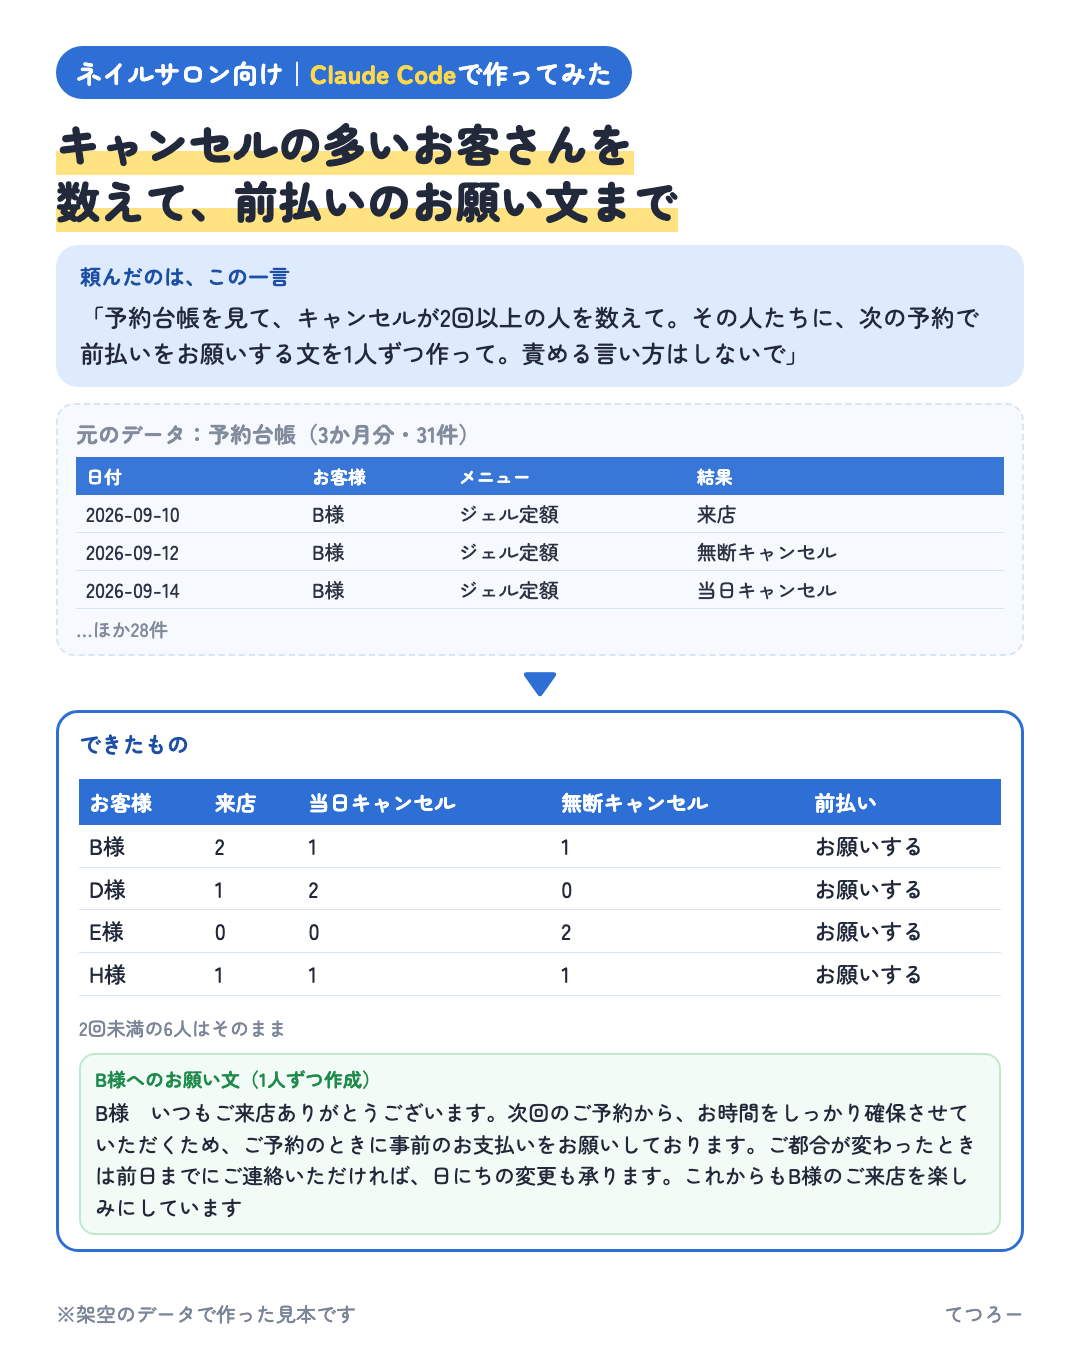 ネイルサロン向け｜Claude Codeで作ってみた
キャンセルの多いお客さんを
数えて、前払いのお願い文まで
頼んだのは、この一言
「予約台帳を見て、キャンセルが2回以上の人を数えて。その人たちに、次の予約で
前払いをお願いする文を1人ずつ作って。責める言い方はしないで」
元のデータ：予約台帳（3か月分・31件）
日付 お客様 メニュー 結果
2026-09-10 B様 ジェル定額 来店
2026-09-12 B様 ジェル定額 無断キャンセル
2026-09-14 B様 ジェル定額 当日キャンセル
…ほか28件
できたもの
お客様 来店 当日キャンセル 無断キャンセル 前払い
B様 2 1 1 お願いする
D様 1 2 0 お願いする
E様 0 0 2 お願いする
H様 1 1 1 お願いする
2回未満の6人はそのまま
B様へのお願い文（1人ずつ作成）
B様　いつもご来店ありがとうございます。次回のご予約から、お時間をしっかり確保させて
いただくため、ご予約のときに事前のお支払いをお願いしております。ご都合が変わったとき
は前日までにご連絡いただければ、日にちの変更も承ります。これからもB様のご来店を楽し
みにしています
※架空のデータで作った見本です
てつろー